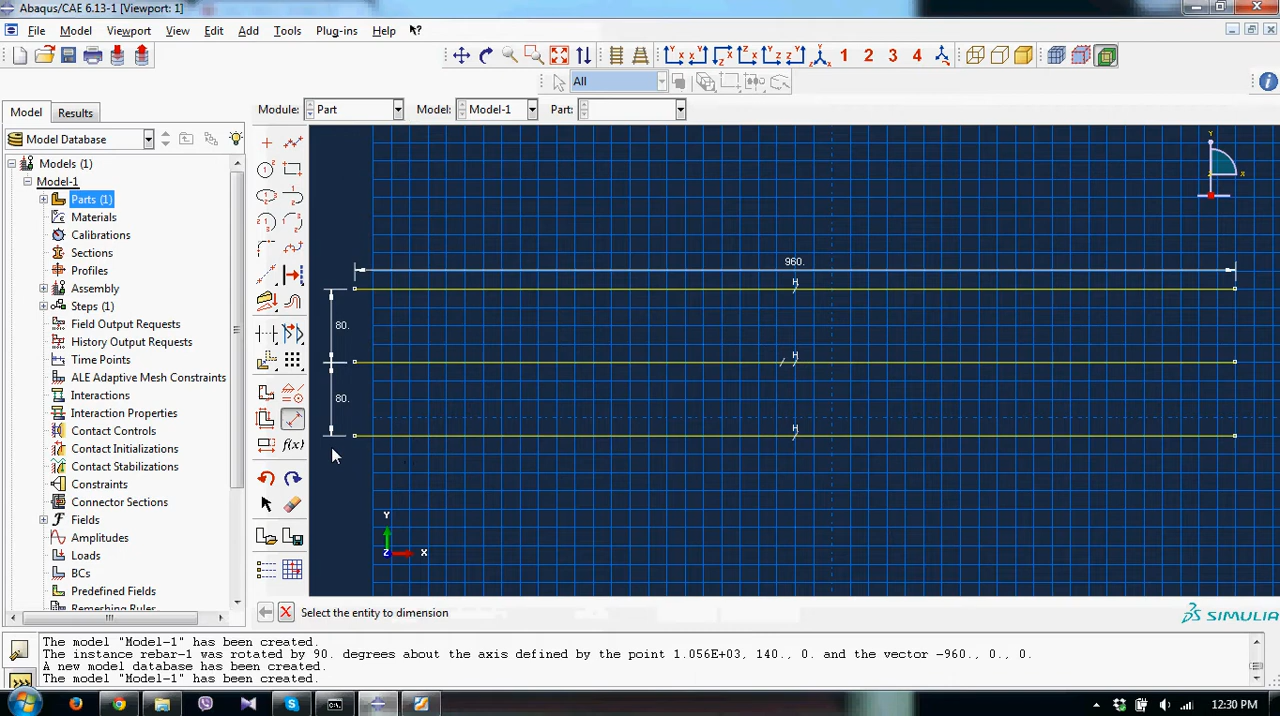 Abaqus/CAE 6.13-1 [Viewport: 1]
File Model Viewport View Edit Add Tools Plug-ins Help
1 2 3 4
All
Model Results Module: Part Model: Model-1 Part:
Model Database
Models (1)
Model-1
Parts (1)
Materials
Calibrations
Sections
Profiles
Assembly
Steps (1)
Field Output Requests
History Output Requests
Time Points
ALE Adaptive Mesh Constraints
Interactions
Interaction Properties
Contact Controls
Contact Initializations
Contact Stabilizations
Constraints
Connector Sections
Fields
Amplitudes
Loads
BCs
Predefined Fields
Remeshing Rules
f(x)
Y
X
960.
H
80.
H
80.
H
Y
Z X
Select the entity to dimension
SIMULIA
The model "Model-1" has been created.
The instance rebar-1 was rotated by 90. degrees about the axis defined by the point 1.056E+03, 140., 0. and the vector -960., 0., 0.
A new model database has been created.
The model "Model-1" has been created.
12:30 PM